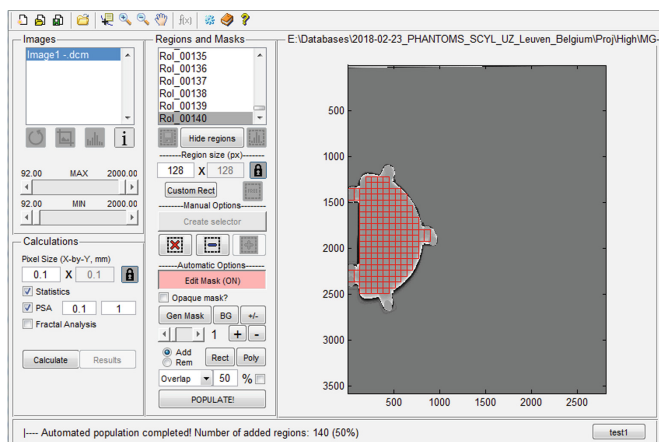 f(x)
?
Images
Image1 -.dcm
i
92.00 MAX 2000.00
92.00 MIN 2000.00
Calculations
Pixel Size (X-by-Y, mm)
0.1 X 0.1
Statistics
PSA 0.1 1
Fractal Analysis
Calculate Results
Regions and Masks
RoI_00135
RoI_00136
RoI_00137
RoI_00138
RoI_00139
RoI_00140
Hide regions
-------Region size (px)-------
128 X 128
Custom Rect
------Manual Options------
Create selector
-----Automatic Options-----
Edit Mask (ON)
Opaque mask?
Gen Mask BG +/-
1 + -
Add
Rem
Rect Poly
Overlap 50 %
POPULATE!
E:\Databases\2018-02-23_PHANTOMS_SCYL_UZ_Leuven_Belgium\Proj\High\MG-
500
1000
1500
2000
2500
3000
3500
500 1000 1500 2000 2500
|---- Automated population completed! Number of added regions: 140 (50%)
test1